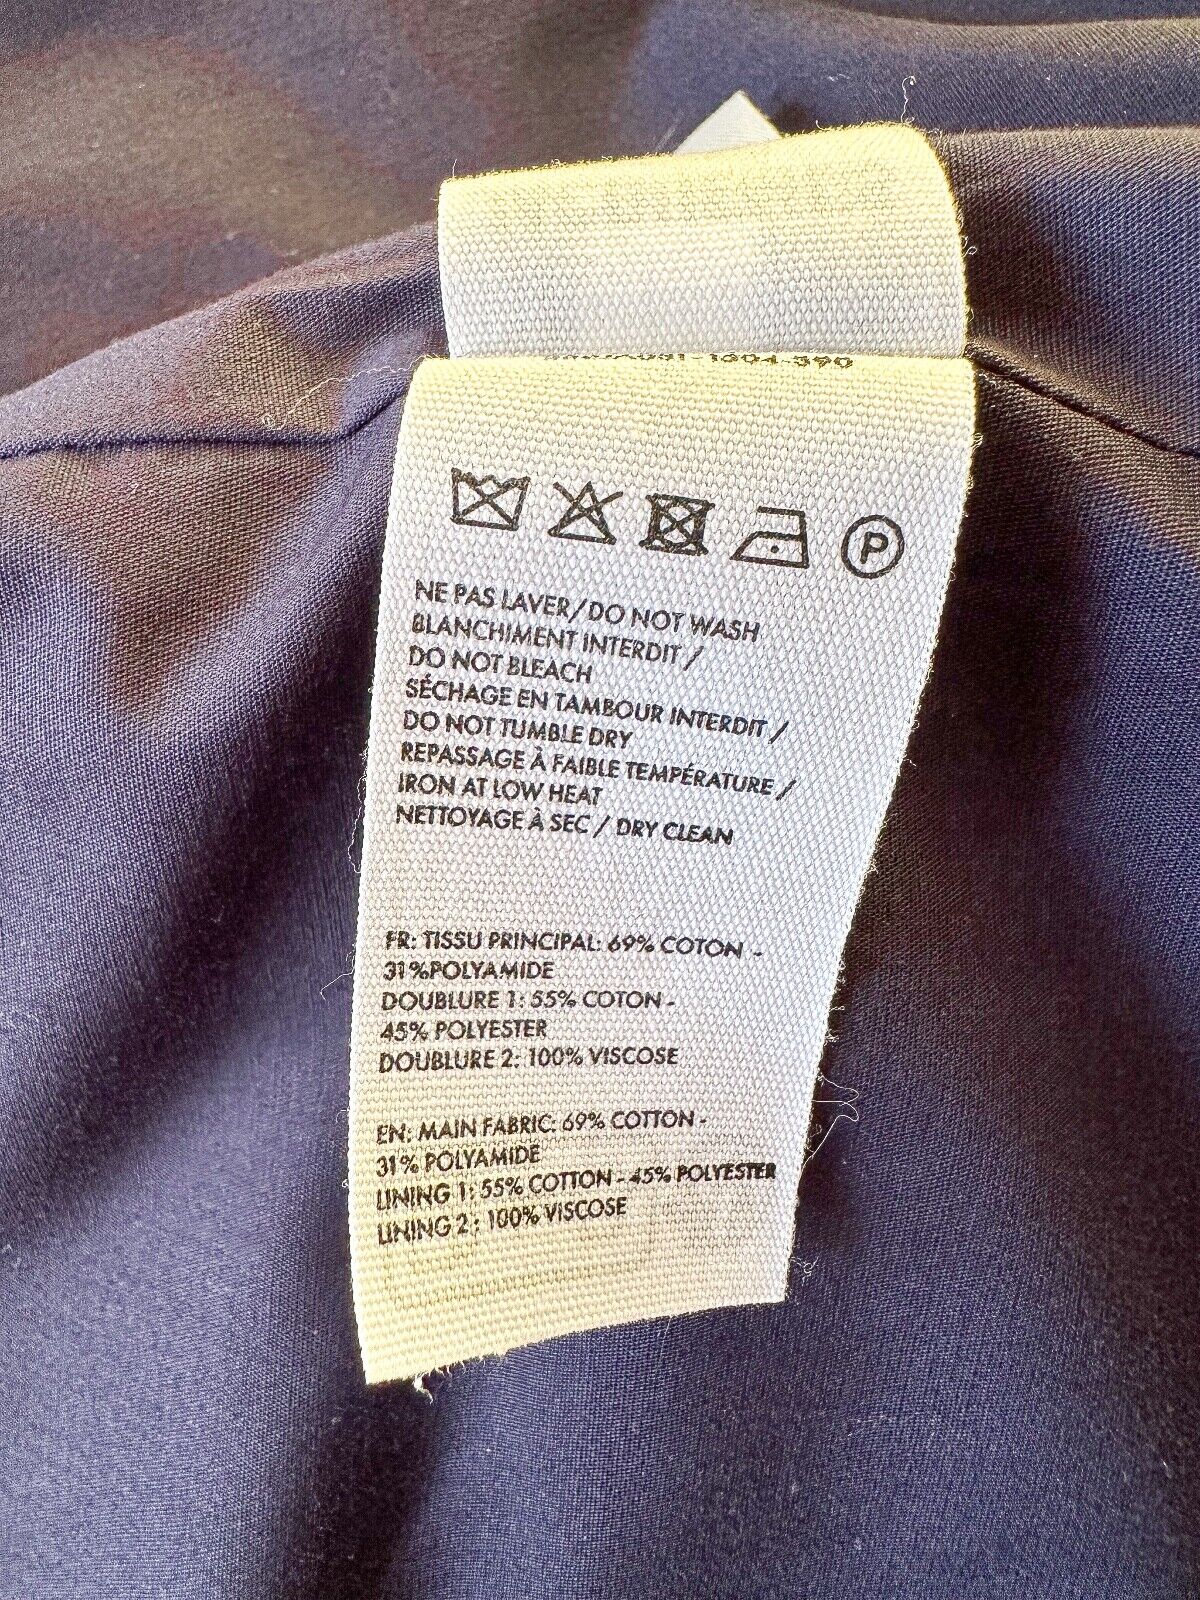 -1204-390
P
NE PAS LAVER/DO NOT WASH
BLANCHIMENT INTERDIT /
DO NOT BLEACH
SÉCHAGE EN TAMBOUR INTERDIT /
DO NOT TUMBLE DRY
REPASSAGE À FAIBLE TEMPÉRATURE /
IRON AT LOW HEAT
NETTOYAGE À SEC / DRY CLEAN
FR: TISSU PRINCIPAL: 69% COTON -
31%POLYAMIDE
DOUBLURE 1: 55% COTON -
45% POLYESTER
DOUBLURE 2: 100% VISCOSE
EN: MAIN FABRIC: 69% COTTON -
31% POLYAMIDE
LINING 1: 55% COTTON - 45% POLYESTER
LINING 2 : 100% VISCOSE